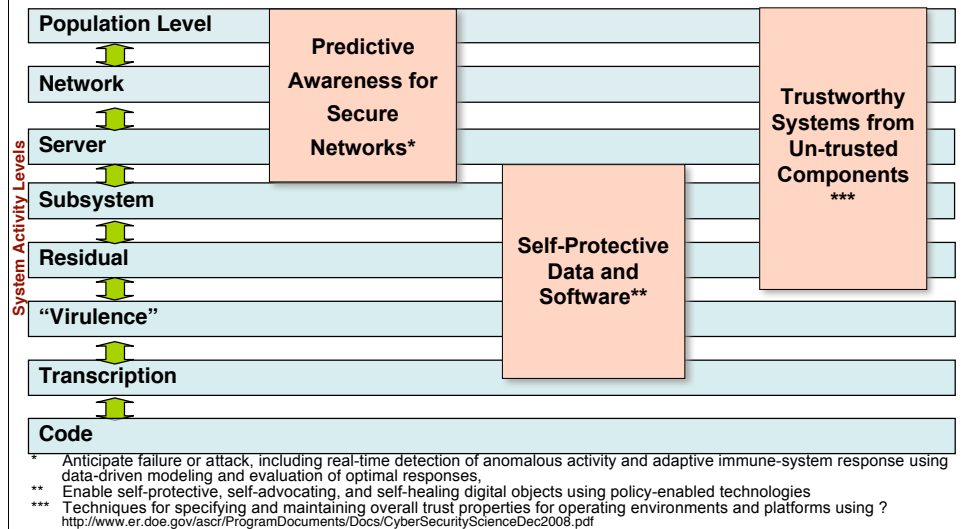 Population Level
Network
Server
Subsystem
Residual
“Virulence”
Transcription
Code
System Activity Levels
Predictive
Awareness for
Secure
Networks*
Self-Protective
Data and
Software**
Trustworthy
Systems from
Un-trusted
Components
***
* Anticipate failure or attack, including real-time detection of anomalous activity and adaptive immune-system response using
data-driven modeling and evaluation of optimal responses,
** Enable self-protective, self-advocating, and self-healing digital objects using policy-enabled technologies
*** Techniques for specifying and maintaining overall trust properties for operating environments and platforms using ?
http://www.er.doe.gov/ascr/ProgramDocuments/Docs/CyberSecurityScienceDec2008.pdf